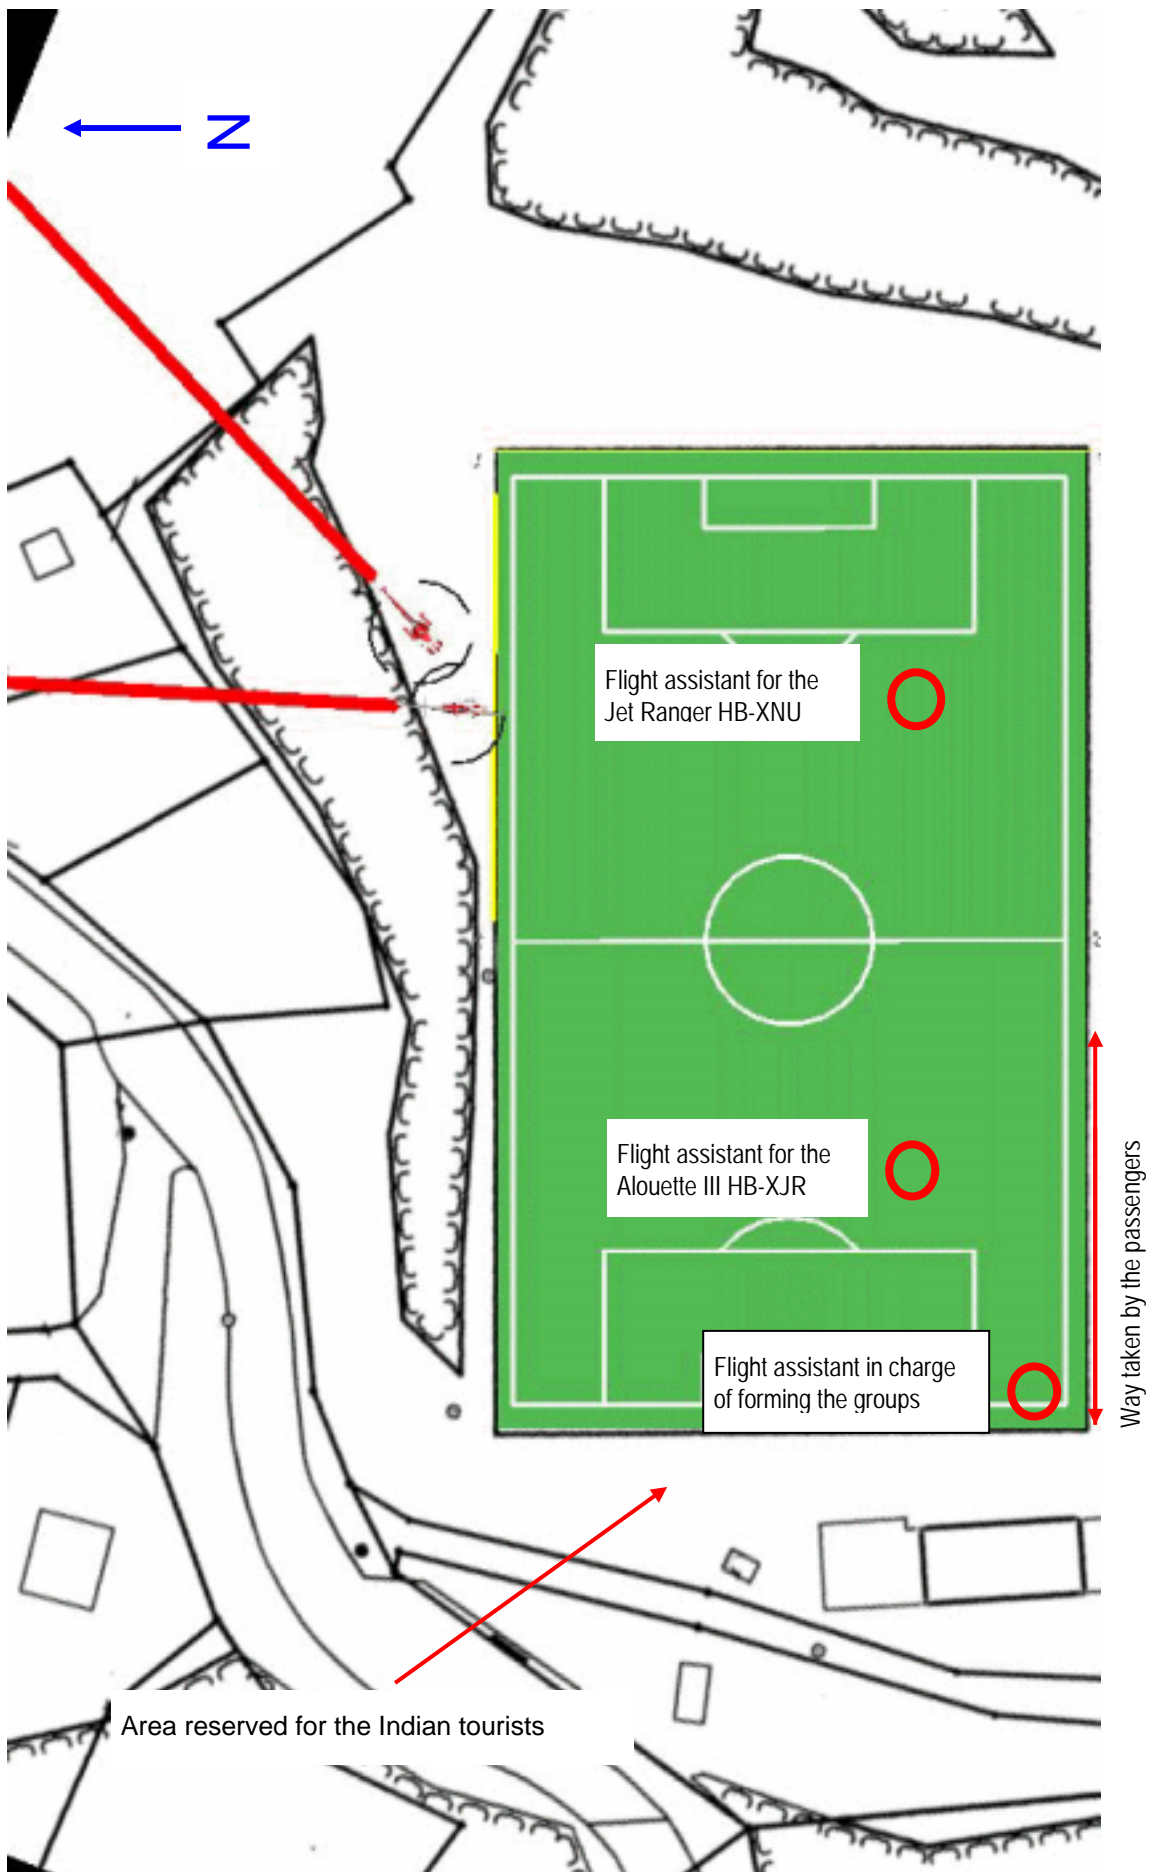 N
Flight assistant for the
Jet Ranger HB-XNU
Flight assistant for the
Alouette III HB-XJR
Way taken by the passengers
Flight assistant in charge
of forming the groups
Area reserved for the Indian tourists